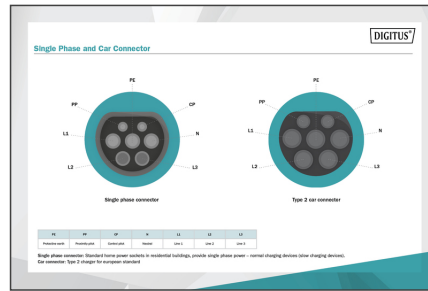 DIGITUS®
Single Phase and Car Connector
PE
PP
CP
L1
N
L2
L3
Single phase connector
PE
PP
CP
L1
N
L2
L3
Type 2 car connector
PE PP CP N L1 L2 L3
Protective earth Proximity pilot Control pilot Neutral Line 1 Line 2 Line 3
Single phase connector: Standard home power sockets in residential buildings, provide single phase power – normal charging devices (slow charging devices).
Car connector: Type 2 charger for european standard